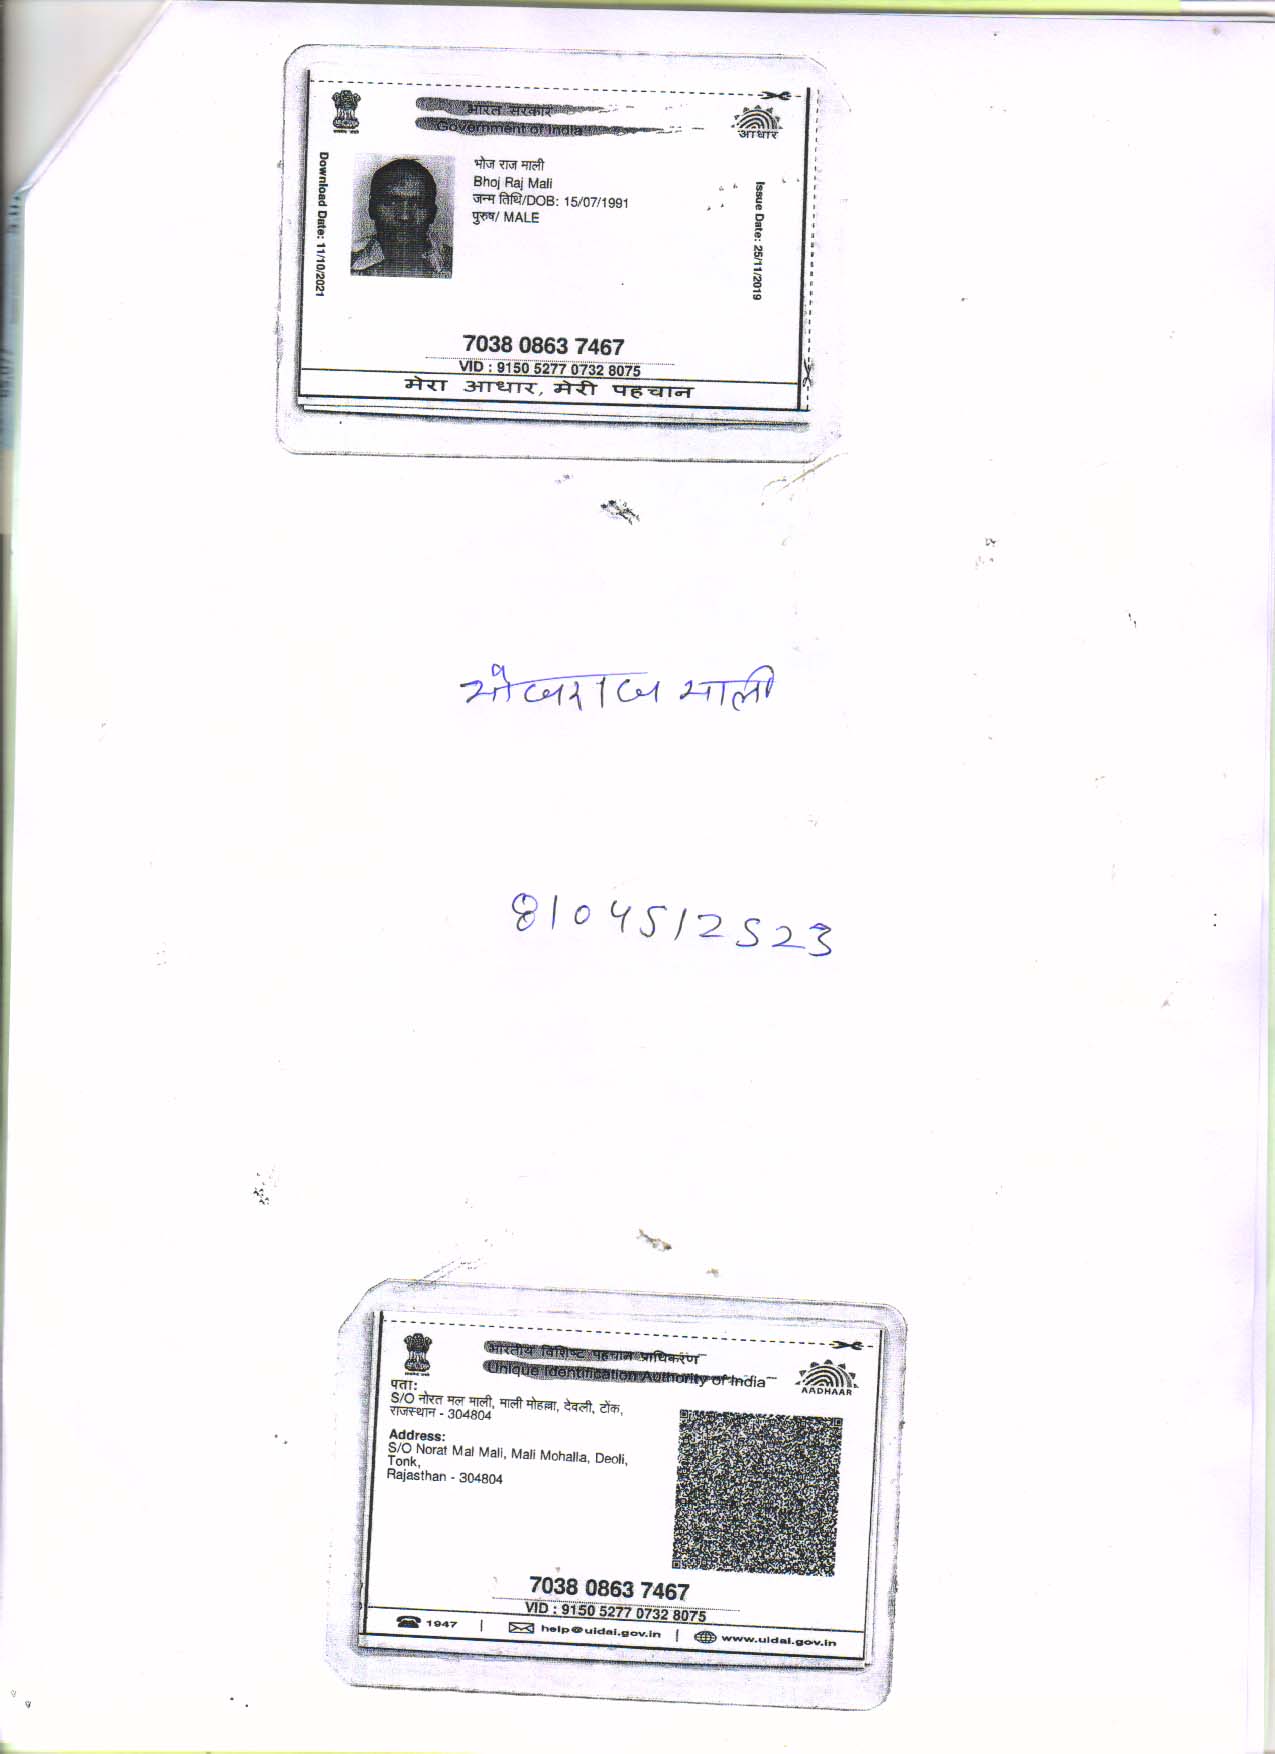 भारत सरकार
Government of India
आधार
Download Date: 11/10/2021
भोज राज माली
Bhoj Raj Mali
जन्म तिथि/DOB: 15/07/1991
पुरुष/ MALE
Issue Date: 25/11/2019
7038 0863 7467
VID : 9150 5277 0732 8075
मेरा आधार, मेरी पहचान
भोजराज माली
8104512523
भारतीय विशिष्ट पहचान प्राधिकरण
Unique Identification Authority of India
AADHAAR
पता:
S/O नोरत मल माली, माली मोहल्ला, देवली, टोंक,
राजस्थान - 304804
Address:
S/O Norat Mal Mali, Mali Mohalla, Deoli,
Tonk,
Rajasthan - 304804
7038 0863 7467
VID : 9150 5277 0732 8075
1947 | help@uidai.gov.in | www.uidai.gov.in